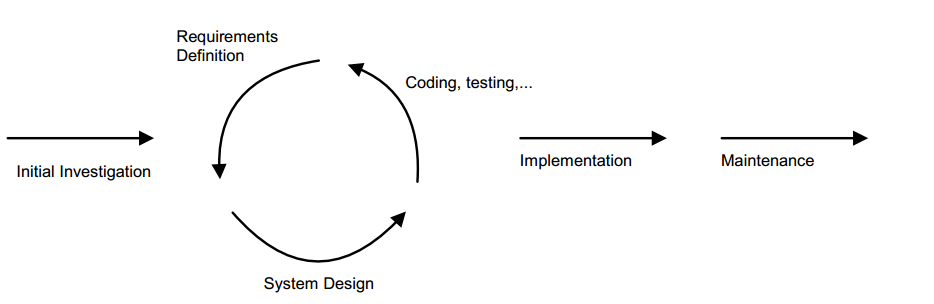 Requirements
Definition
Coding, testing,...
Initial Investigation
Implementation
Maintenance
System Design